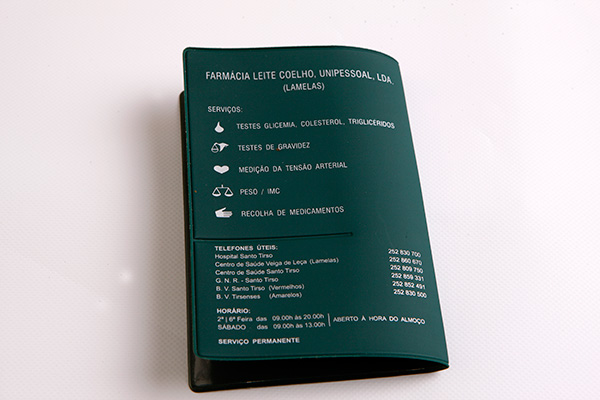 FARMÁCIA LEITE COELHO, UNIPESSOAL, LDA.
(LAMELAS)
SERVIÇOS:
TESTES GLICEMIA, COLESTEROL, TRIGLICÉRIDOS
TESTES DE GRAVIDEZ
MEDIÇÃO DA TENSÃO ARTERIAL
PESO / IMC
RECOLHA DE MEDICAMENTOS
TELEFONES ÚTEIS:
Hospital Santo Tirso 252 830 700
Centro de Saúde Veiga de Leça (Lamelas) 252 860 670
Centro de Saúde Santo Tirso 252 809 750
G. N. R. - Santo Tirso 252 859 331
B. V. Santo Tirso (Vermelhos) 252 852 491
B. V. Tirsenses (Amarelos) 252 830 500
HORÁRIO:
2ª | 6ª Feira das 09.00h às 20.00h
SÁBADO das 09.00h às 13.00h
ABERTO À HORA DO ALMOÇO
SERVIÇO PERMANENTE